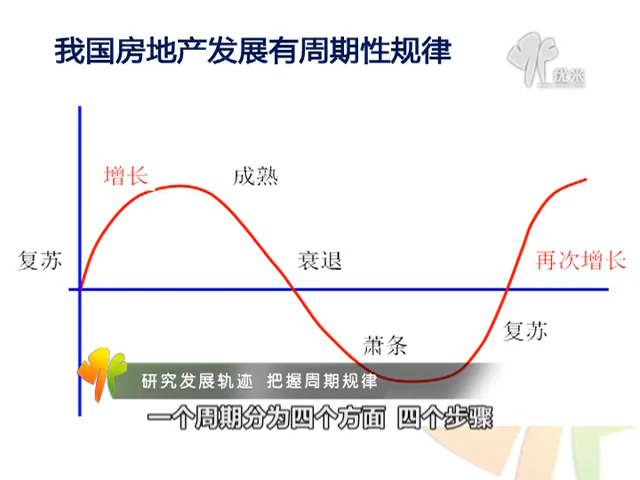 我国房地产发展有周期性规律
优米
增长
成熟
复苏
衰退
再次增长
萧条
复苏
研究发展轨迹 把握周期规律
一个周期分为四个方面 四个步骤